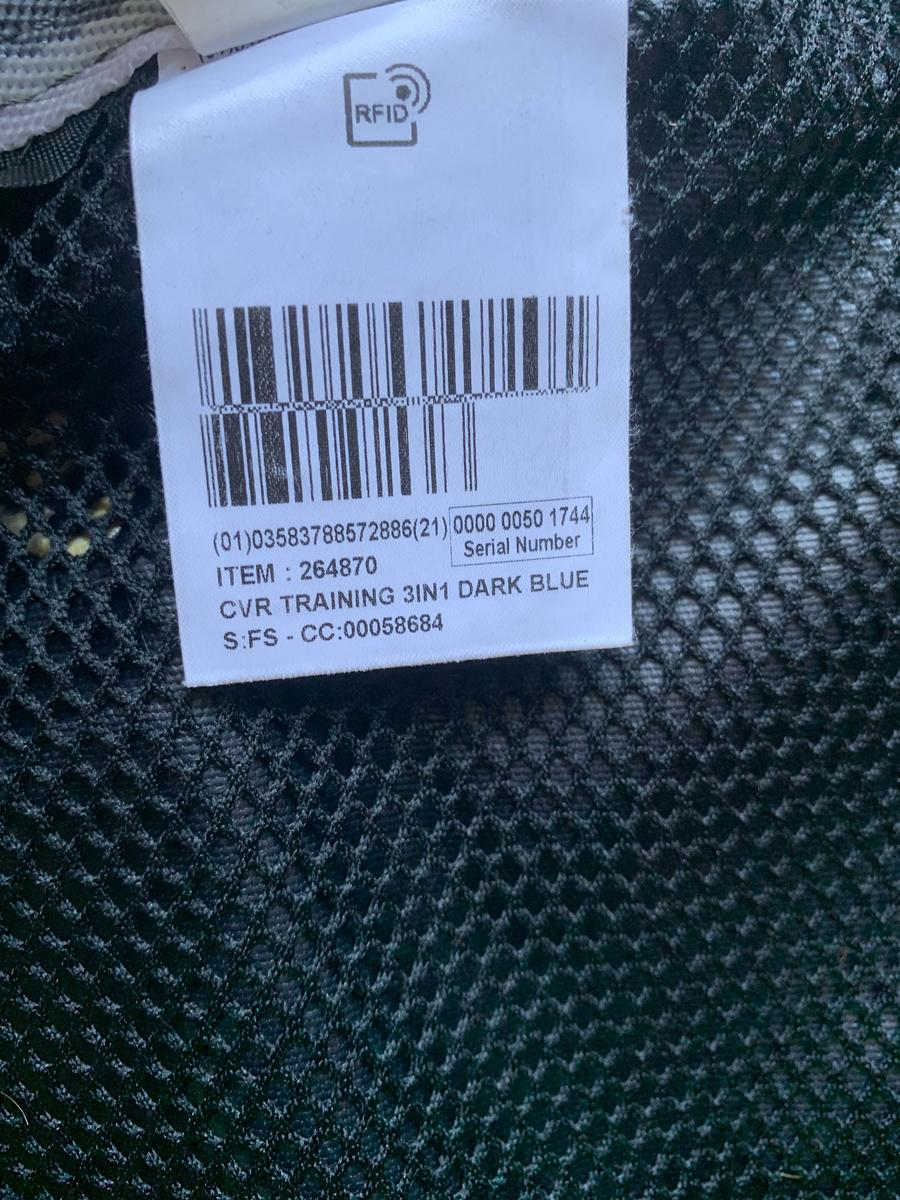 RFID
(01)03583788572886(21) 0000 0050 1744
Serial Number
ITEM : 264870
CVR TRAINING 3IN1 DARK BLUE
S:FS - CC:00058684